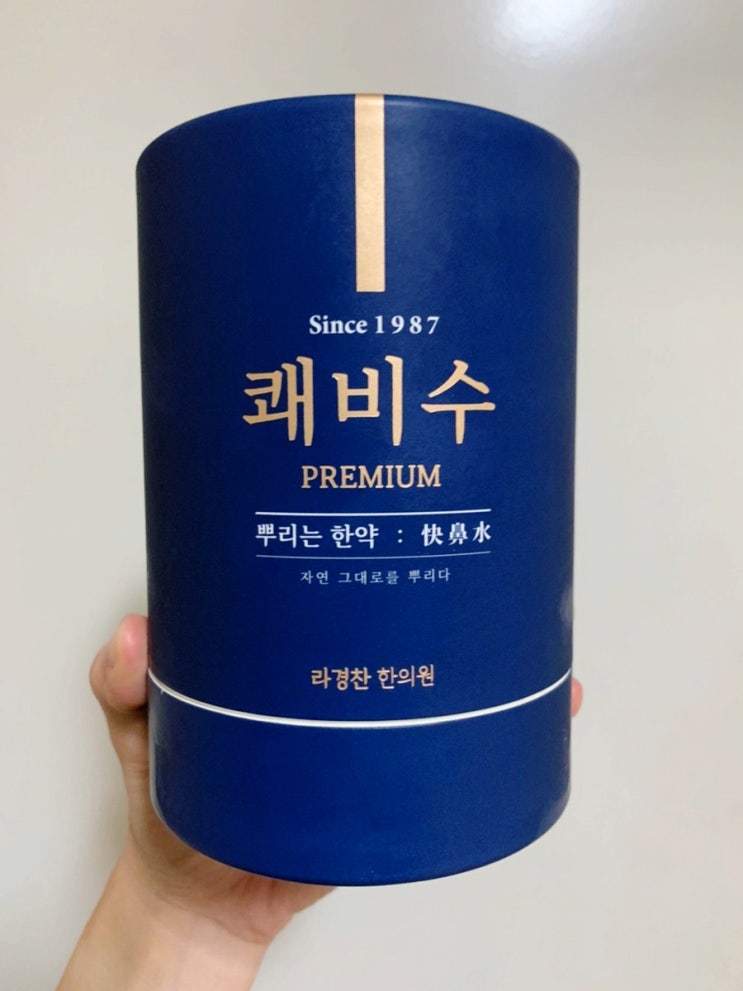 Since 1987
쾌비수
PREMIUM
뿌리는 한약 : 快鼻水
자연 그대로를 뿌리다
라경찬 한의원